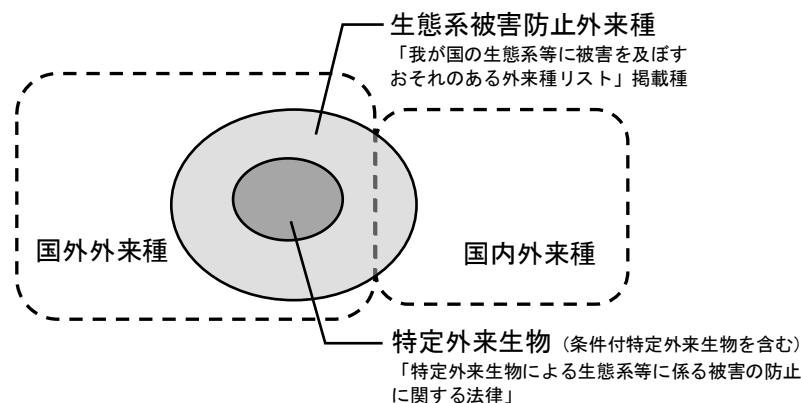 生態系被害防止外来種
「我が国の生態系等に被害を及ぼす
おそれのある外来種リスト」掲載種
国外外来種
国内外来種
特定外来生物（条件付特定外来生物を含む）
「特定外来生物による生態系等に係る被害の防止
に関する法律」